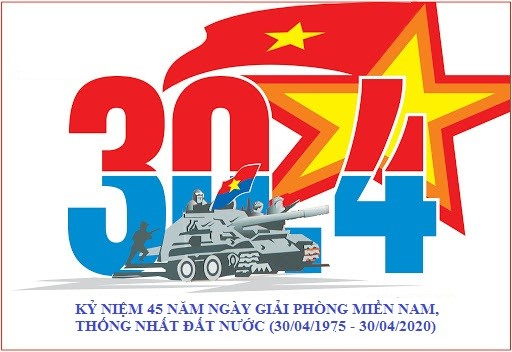 30.4
KỶ NIỆM 45 NĂM NGÀY GIẢI PHÒNG MIỀN NAM,
THỐNG NHẤT ĐẤT NƯỚC (30/04/1975 - 30/04/2020)